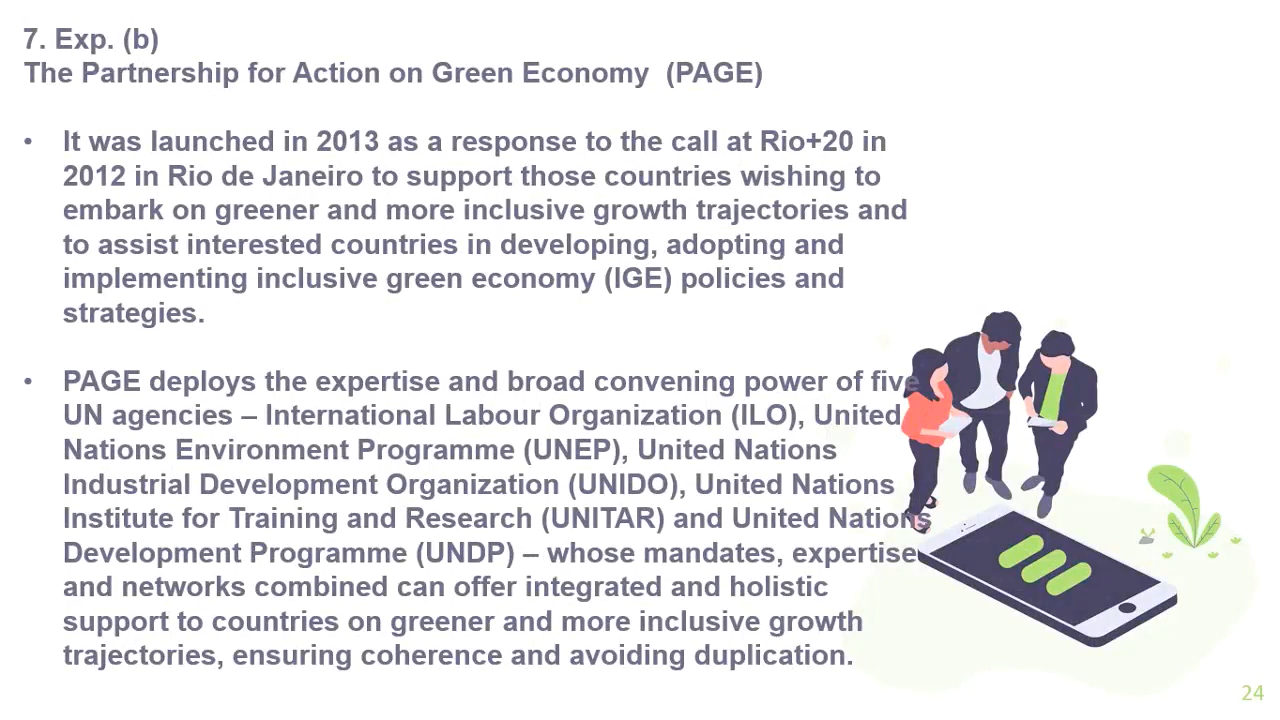 7. Exp. (b)
The Partnership for Action on Green Economy (PAGE)
• It was launched in 2013 as a response to the call at Rio+20 in
2012 in Rio de Janeiro to support those countries wishing to
embark on greener and more inclusive growth trajectories and
to assist interested countries in developing, adopting and
implementing inclusive green economy (IGE) policies and
strategies.
• PAGE deploys the expertise and broad convening power of five
UN agencies – International Labour Organization (ILO), United
Nations Environment Programme (UNEP), United Nations
Industrial Development Organization (UNIDO), United Nations
Institute for Training and Research (UNITAR) and United Nations
Development Programme (UNDP) – whose mandates, expertise
and networks combined can offer integrated and holistic
support to countries on greener and more inclusive growth
trajectories, ensuring coherence and avoiding duplication.
24